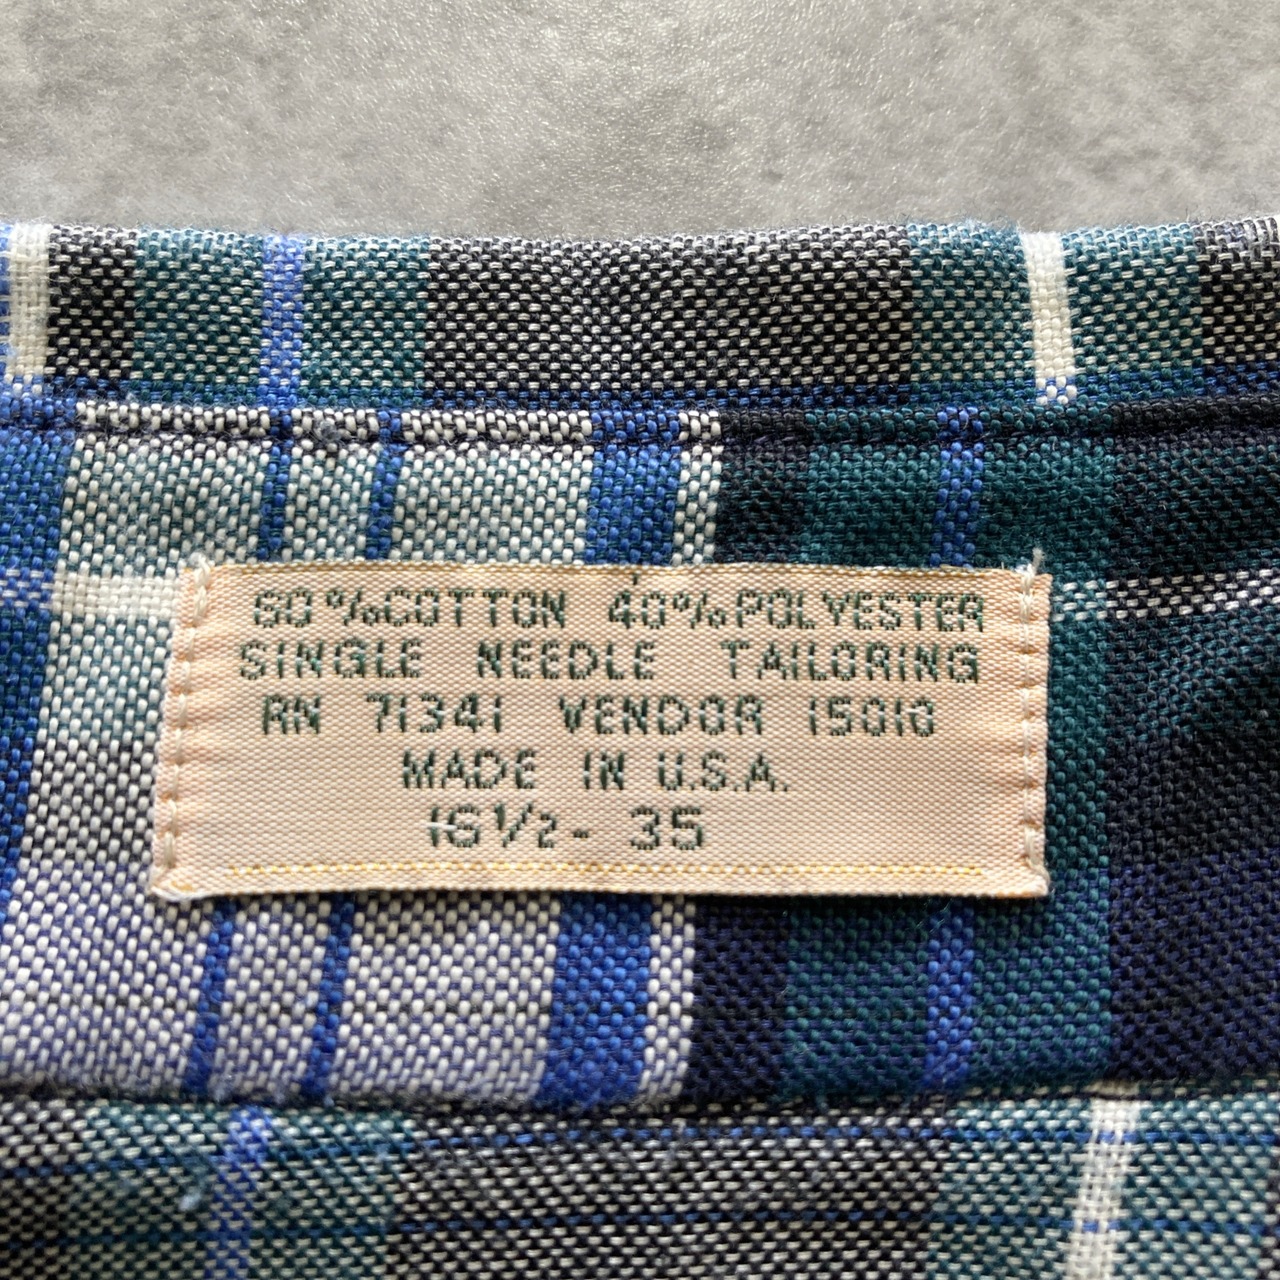 60%COTTON 40%POLYESTER
SINGLE NEEDLE TAILORING
RN 71341 VENDOR 15010
MADE IN U.S.A.
16½- 35